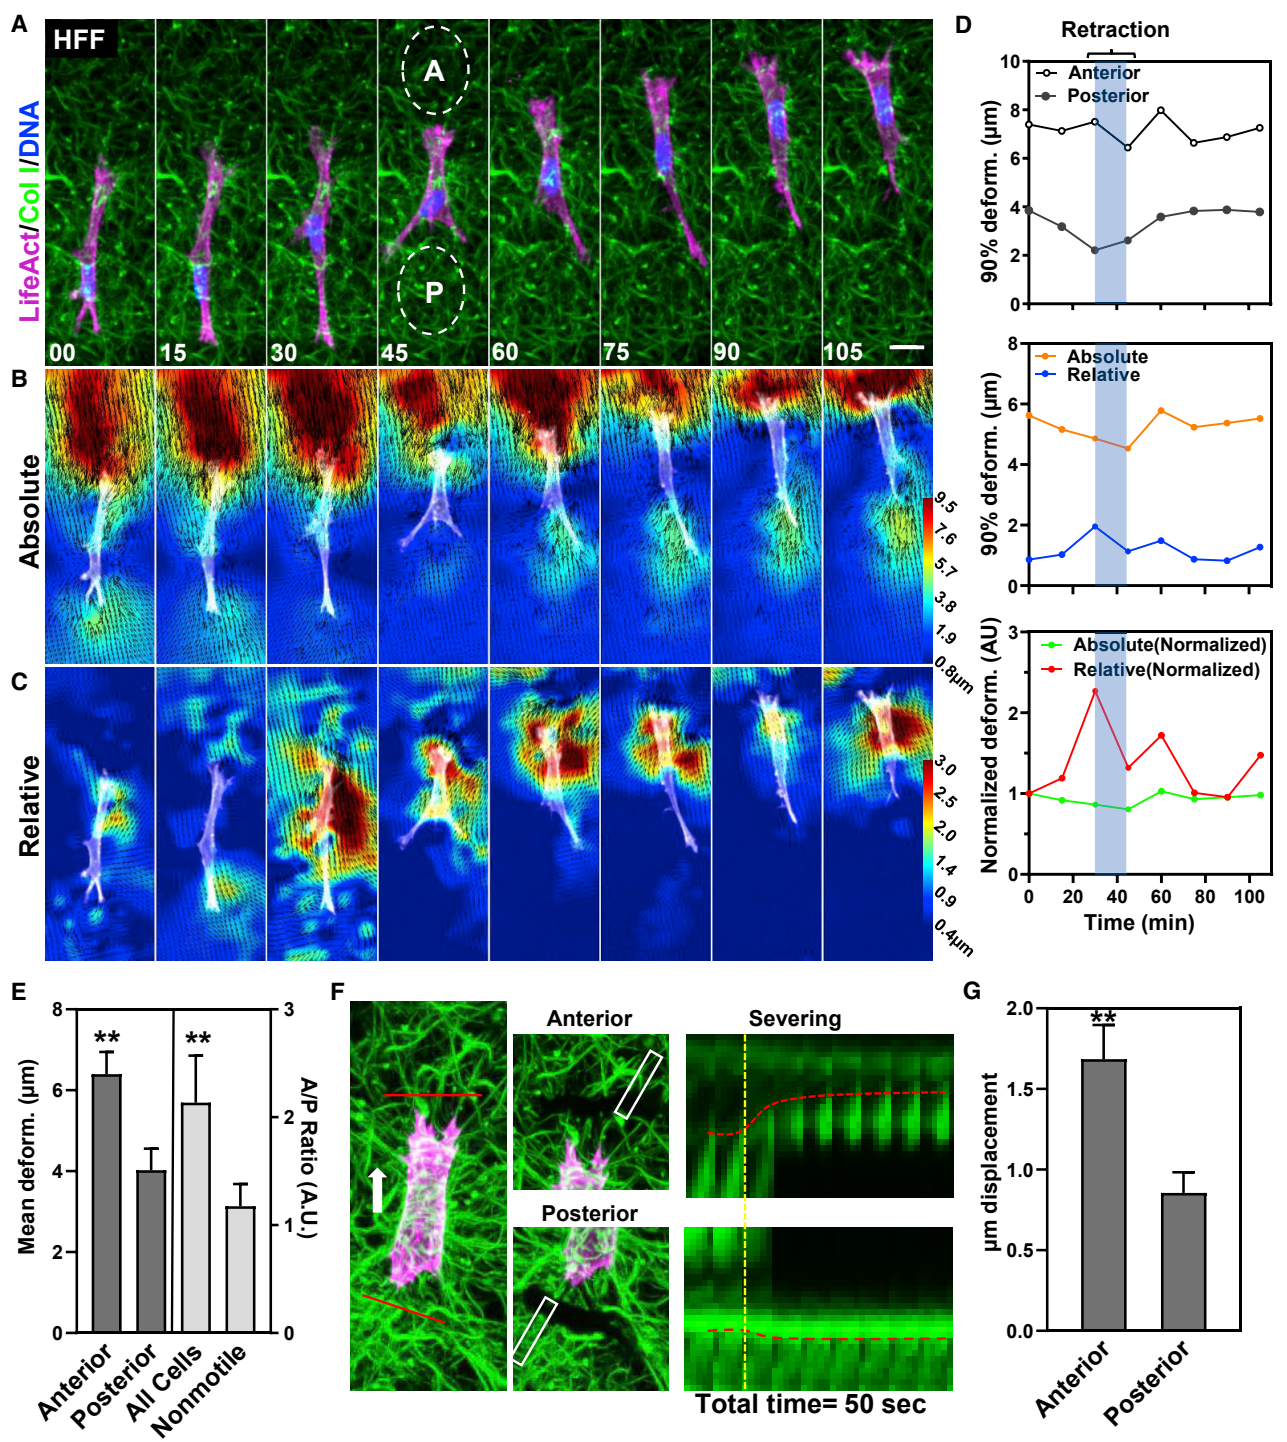 A
HFF
LifeAct/Col I/DNA
A
P
00
15
30
45
60
75
90
105
B
Absolute
9.5
7.6
5.7
3.8
1.9
0.8µm
C
Relative
3.0
2.5
2.0
1.4
0.9
0.4µm
D
Retraction
90% deform. (µm)
10
8
6
4
2
0
Anterior
Posterior
90% deform. (µm)
8
6
4
2
0
Absolute
Relative
Normalized deform. (AU)
3
2
1
0
Absolute(Normalized)
Relative(Normalized)
0
20
40
60
80
100
Time (min)
E
Mean deform. (µm)
8
6
4
2
0
**
**
3
2
1
0
A/P Ratio (A.U.)
Anterior
Posterior
All Cells
Nonmotile
F
Anterior
Severing
Posterior
Total time= 50 sec
G
µm displacement
2.0
1.5
1.0
0.5
0.0
**
Anterior
Posterior